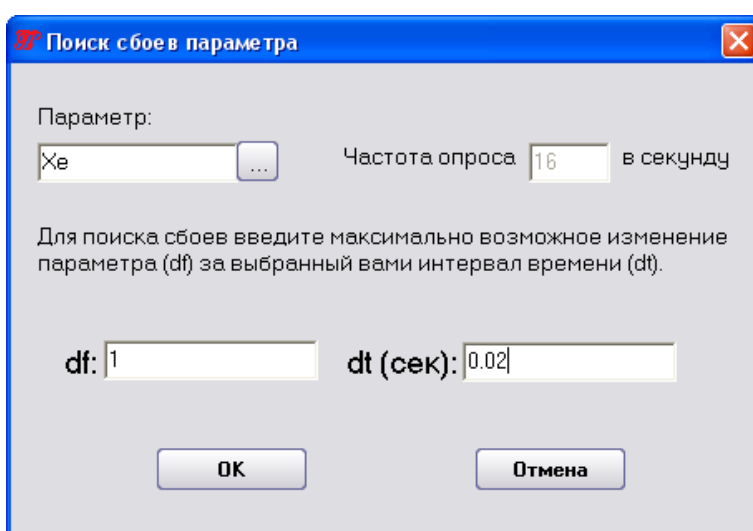 Поиск сбоев параметра
Параметр:
Xe ... Частота опроса 16 в секунду
Для поиска сбоев введите максимально возможное изменение
параметра (df) за выбранный вами интервал времени (dt).
df: 1 dt (сек): 0.02
OK Отмена